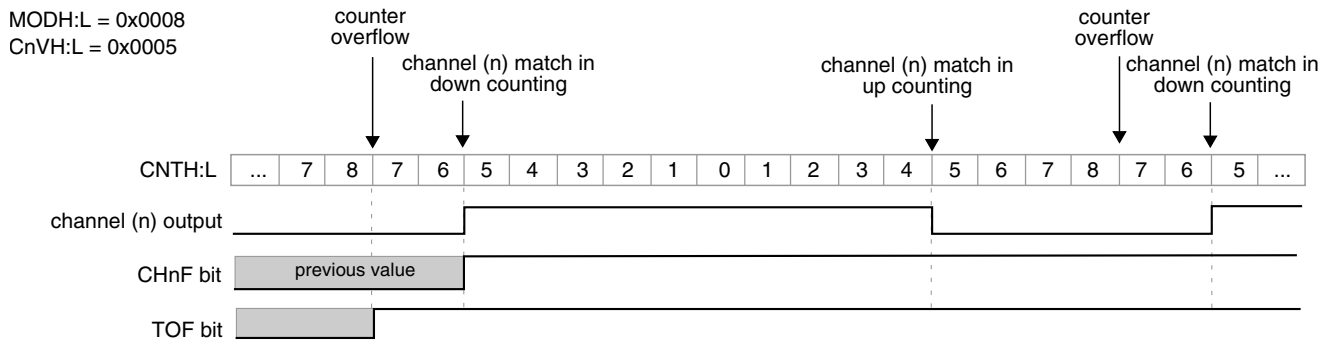 MODH:L = 0x0008
CnVH:L = 0x0005
counter
overflow
channel (n) match in
down counting
channel (n) match in
up counting
counter
overflow
channel (n) match in
down counting
CNTH:L ... 7 8 7 6 5 4 3 2 1 0 1 2 3 4 5 6 7 8 7 6 5 ...
channel (n) output
CHnF bit previous value
TOF bit